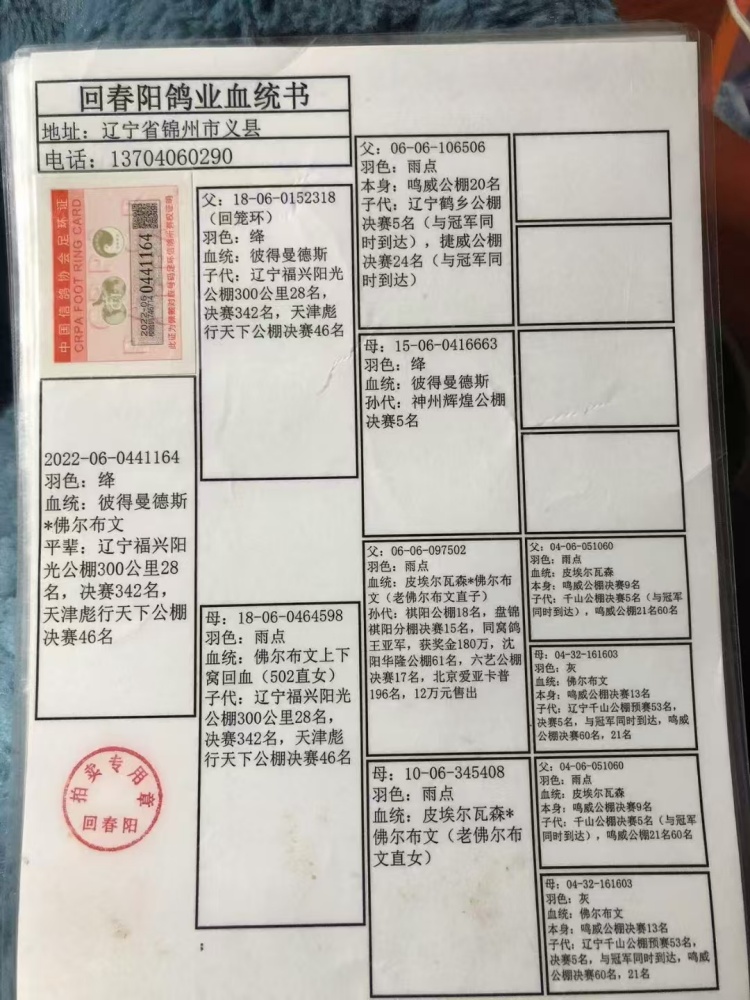 回春阳鸽业血统书
地址：辽宁省锦州市义县
电话：13704060290
中国信鸽协会足环证
CRPA FOOT RING CARD
2022-06
0441164
2022-06-0441164
羽色：绛
血统：彼得曼德斯
*佛尔布文
平辈：辽宁福兴阳
光公棚300公里28
名，决赛342名，
天津彪行天下公棚
决赛46名
拍卖专用章
回春阳
父：18-06-0152318
（回笼环）
羽色：绛
血统：彼得曼德斯
子代：辽宁福兴阳光
公棚300公里28名，
决赛342名，天津彪
行天下公棚决赛46名
母：18-06-0464598
羽色：雨点
血统：佛尔布文上下
窝回血（502直女）
子代：辽宁福兴阳光
公棚300公里28名，
决赛342名，天津彪
行天下公棚决赛46名
；
父：06-06-106506
羽色：雨点
本身：鸣威公棚20名
子代：辽宁鹤乡公棚
决赛5名（与冠军同
时到达），捷威公棚
决赛24名（与冠军同
时到达）
母：15-06-0416663
羽色：绛
血统：彼得曼德斯
孙代：神州辉煌公棚
决赛5名
父：06-06-097502
羽色：雨点
血统：皮埃尔瓦森*佛尔布
文（老佛尔布文直子）
孙代：祺阳公棚18名，盘锦
祺阳分棚决赛15名，同窝鸽
王亚军，获奖金180万，沈
阳华隆公棚61名，六艺公棚
决赛17名，北京爱亚卡普
196名，12万元售出
母：10-06-345408
羽色：雨点
血统：皮埃尔瓦森*
佛尔布文（老佛尔布
文直女）
父：04-06-051060
羽色：雨点
血统：皮埃尔瓦森
本身：鸣威公棚决赛9名
子代：千山公棚决赛5名（与冠军
同时到达），鸣威公棚21名60名
母：04-32-161603
羽色：灰
血统：佛尔布文
本身：鸣威公棚决赛13名
子代：辽宁千山公棚预赛53名，
决赛5名，与冠军同时到达，鸣威
公棚决赛60名，21名
父：04-06-051060
羽色：雨点
血统：皮埃尔瓦森
本身：鸣威公棚决赛9名
子代：千山公棚决赛5名（与冠军
同时到达），鸣威公棚21名60名
母：04-32-161603
羽色：灰
血统：佛尔布文
本身：鸣威公棚决赛13名
子代：辽宁千山公棚预赛53名，
决赛5名，与冠军同时到达，鸣威
公棚决赛60名，21名